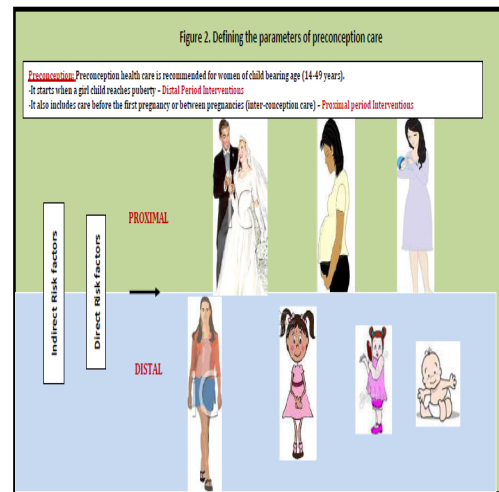 Figure 2. Defining the parameters of preconception care
Preconception: Preconception health care is recommended for women of child bearing age (14-49 years).
-It starts when a girl child reaches puberty – Distal Period Interventions
-It also includes care before the first pregnancy or between pregnancies (inter-conception care) – Proximal period Interventions
Indirect Risk factors
Direct Risk factors
PROXIMAL
DISTAL